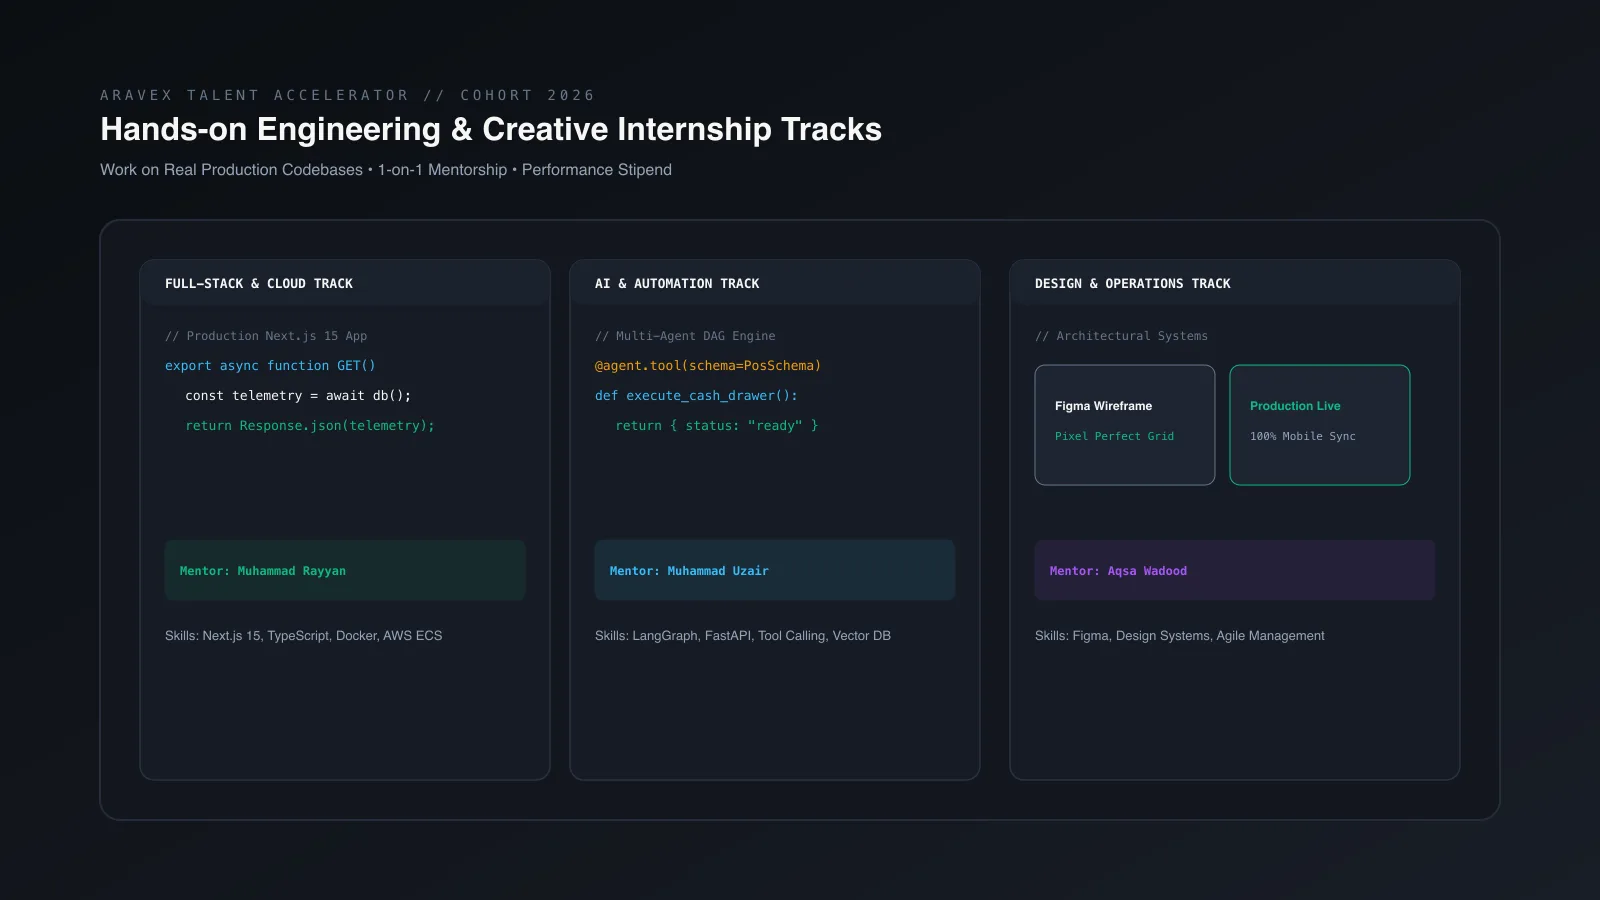 ARAVEX TALENT ACCELERATOR // COHORT 2026
Hands-on Engineering & Creative Internship Tracks
Work on Real Production Codebases • 1-on-1 Mentorship • Performance Stipend
FULL-STACK & CLOUD TRACK
// Production Next.js 15 App
export async function GET()
const telemetry = await db();
return Response.json(telemetry);
Mentor: Muhammad Rayyan
Skills: Next.js 15, TypeScript, Docker, AWS ECS
AI & AUTOMATION TRACK
// Multi-Agent DAG Engine
@agent.tool(schema=PosSchema)
def execute_cash_drawer():
return { status: "ready" }
Mentor: Muhammad Uzair
Skills: LangGraph, FastAPI, Tool Calling, Vector DB
DESIGN & OPERATIONS TRACK
// Architectural Systems
Figma Wireframe
Pixel Perfect Grid
Production Live
100% Mobile Sync
Mentor: Aqsa Wadood
Skills: Figma, Design Systems, Agile Management